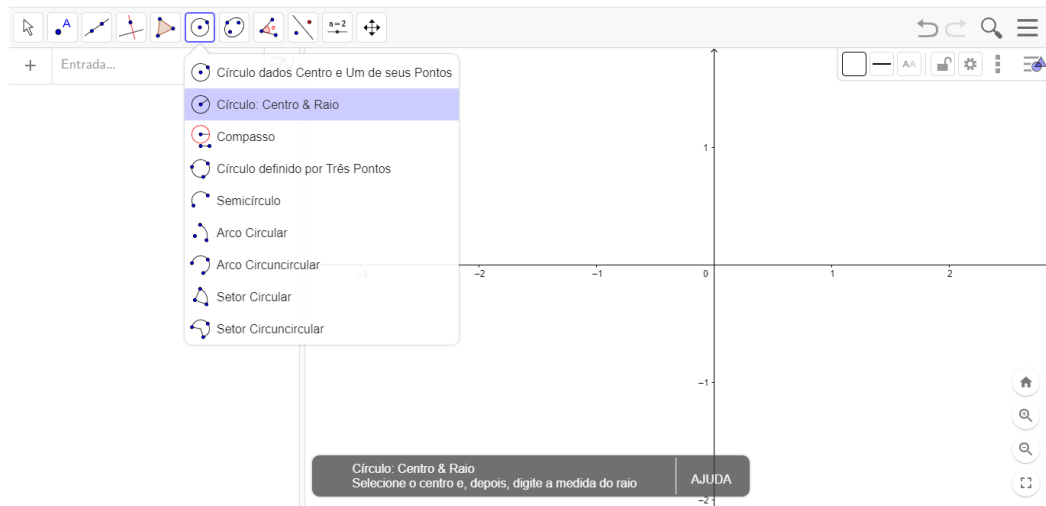 A
a=2
Entrada...
AA
Círculo dados Centro e Um de seus Pontos
Círculo: Centro & Raio
Compasso
Círculo definido por Três Pontos
Semicírculo
Arco Circular
Arco Circuncircular
Setor Circular
Setor Circuncircular
1
–3 –2 –1 0 1 2
–1
Círculo: Centro & Raio
Selecione o centro e, depois, digite a medida do raio
AJUDA
–2